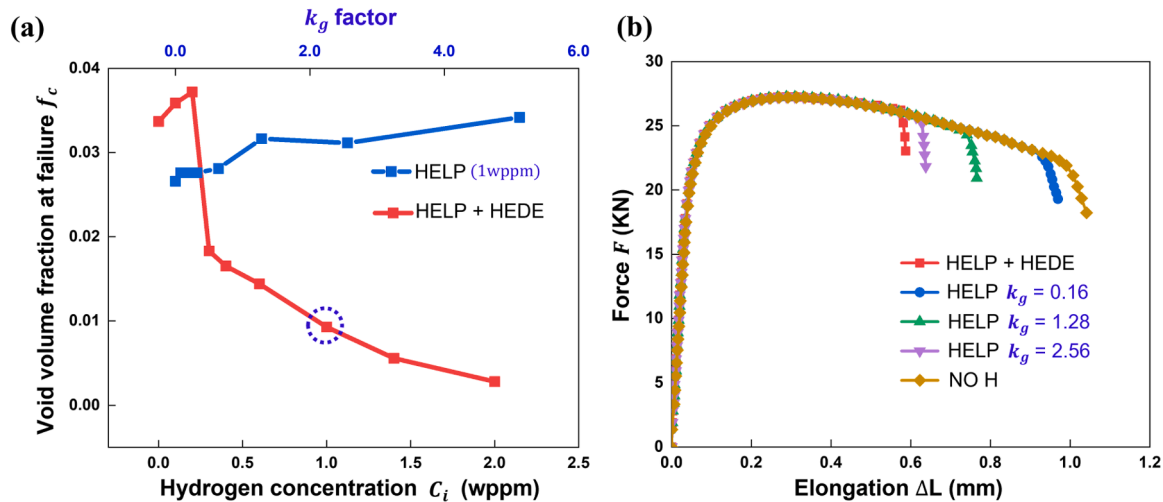 (a)
k_g factor
0.0 2.0 4.0 6.0
0.04
0.03
0.02
0.01
0.00
Void volume fraction at failure f_c
HELP (1wppm)
HELP + HEDE
0.0 0.5 1.0 1.5 2.0 2.5
Hydrogen concentration C_i (wppm)
(b)
30
25
20
15
10
5
0
Force F (KN)
HELP + HEDE
HELP k_g = 0.16
HELP k_g = 1.28
HELP k_g = 2.56
NO H
0.0 0.2 0.4 0.6 0.8 1.0 1.2
Elongation ΔL (mm)